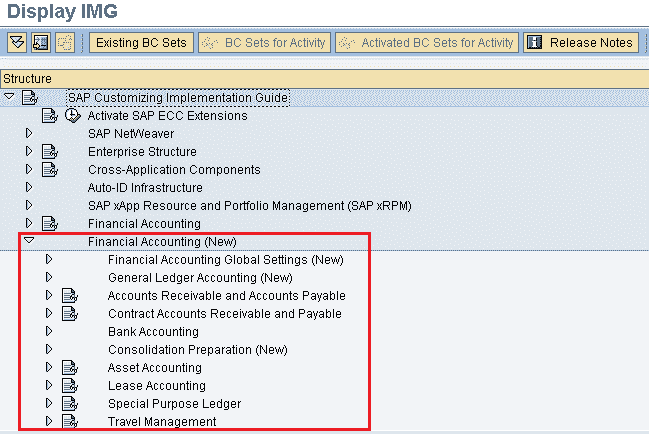 Display IMG
Existing BC Sets BC Sets for Activity Activated BC Sets for Activity Release Notes
Structure
SAP Customizing Implementation Guide
Activate SAP ECC Extensions
SAP NetWeaver
Enterprise Structure
Cross-Application Components
Auto-ID Infrastructure
SAP xApp Resource and Portfolio Management (SAP xRPM)
Financial Accounting
Financial Accounting (New)
Financial Accounting Global Settings (New)
General Ledger Accounting (New)
Accounts Receivable and Accounts Payable
Contract Accounts Receivable and Payable
Bank Accounting
Consolidation Preparation (New)
Asset Accounting
Lease Accounting
Special Purpose Ledger
Travel Management